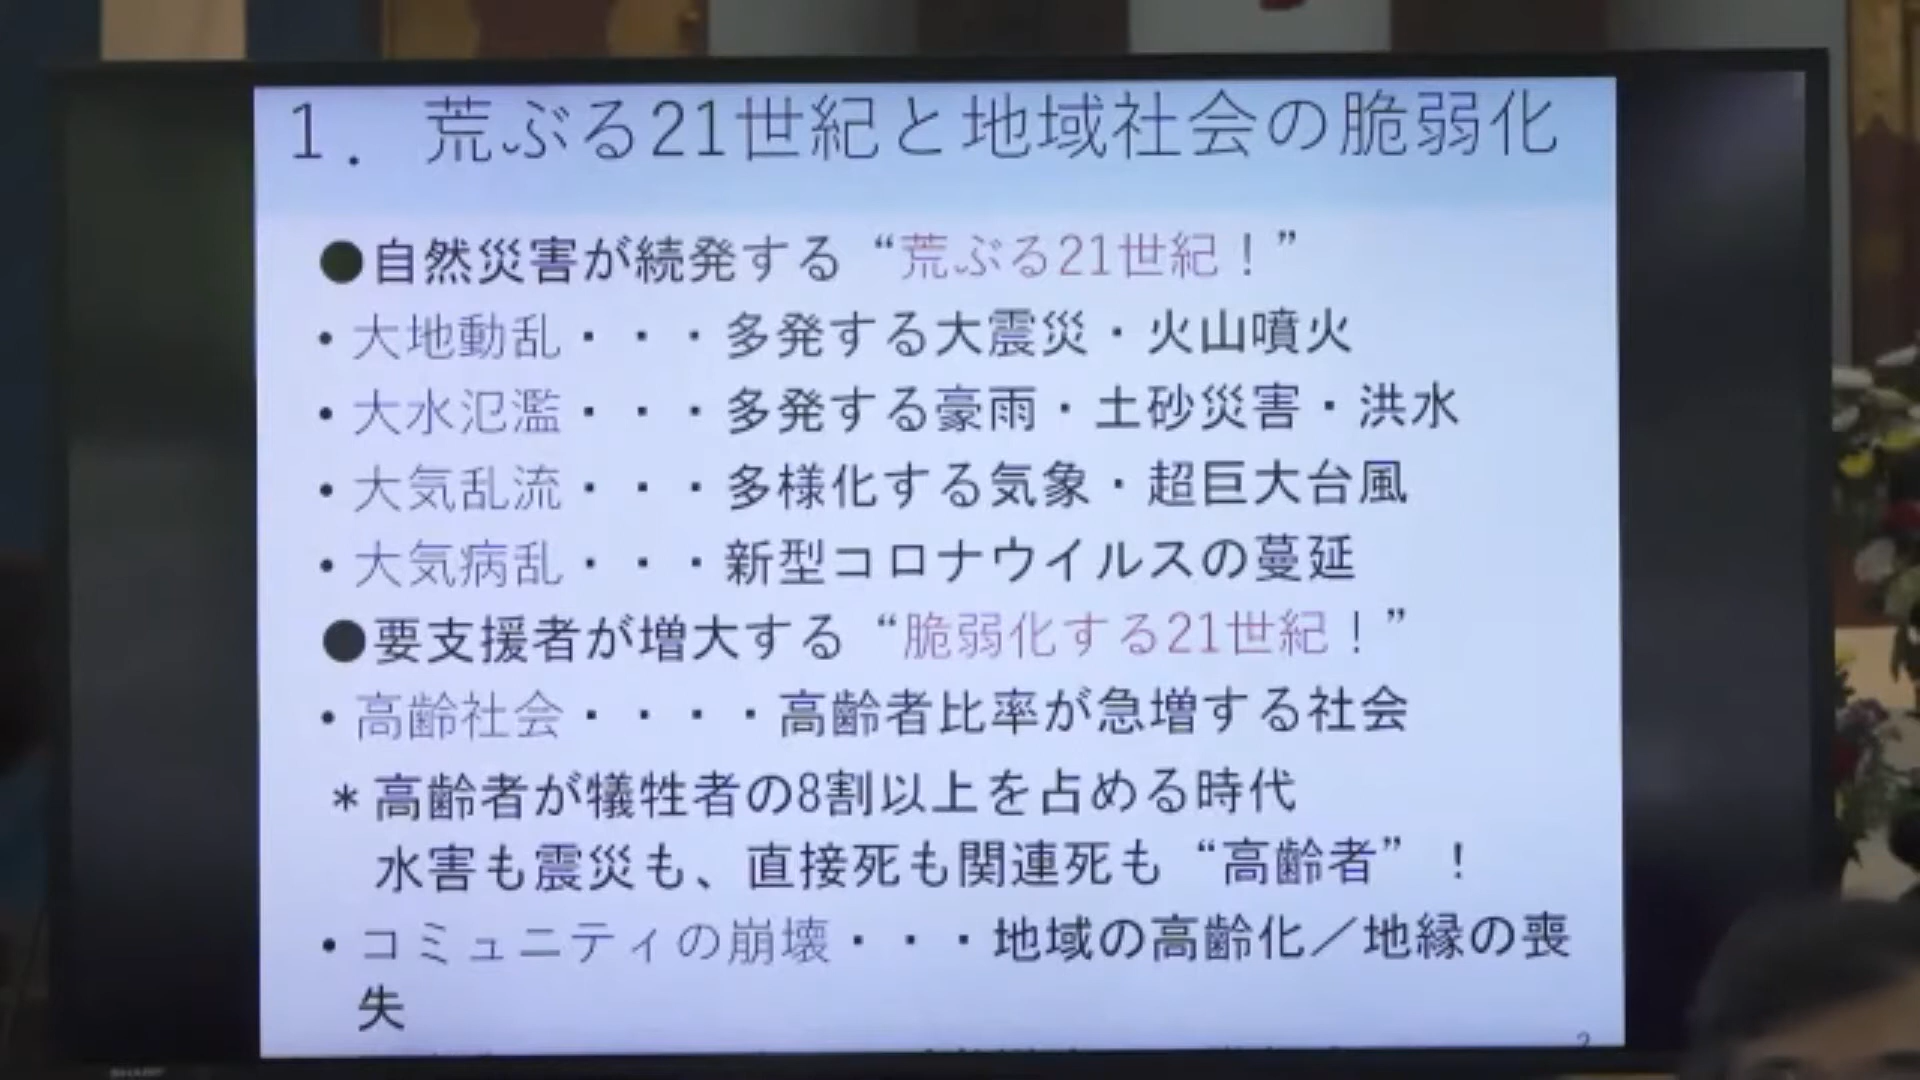 1． 荒ぶる21世紀と地域社会の脆弱化
●自然災害が続発する“荒ぶる21世紀！”
・大地動乱・・・多発する大震災・火山噴火
・大水氾濫・・・多発する豪雨・土砂災害・洪水
・大気乱流・・・多様化する気象・超巨大台風
・大気病乱・・・新型コロナウイルスの蔓延
●要支援者が増大する“脆弱化する21世紀！”
・高齢社会・・・・高齢者比率が急増する社会
＊高齢者が犠牲者の8割以上を占める時代
水害も震災も、直接死も関連死も“高齢者”！
・コミュニティの崩壊・・・地域の高齢化／地縁の喪
失
2